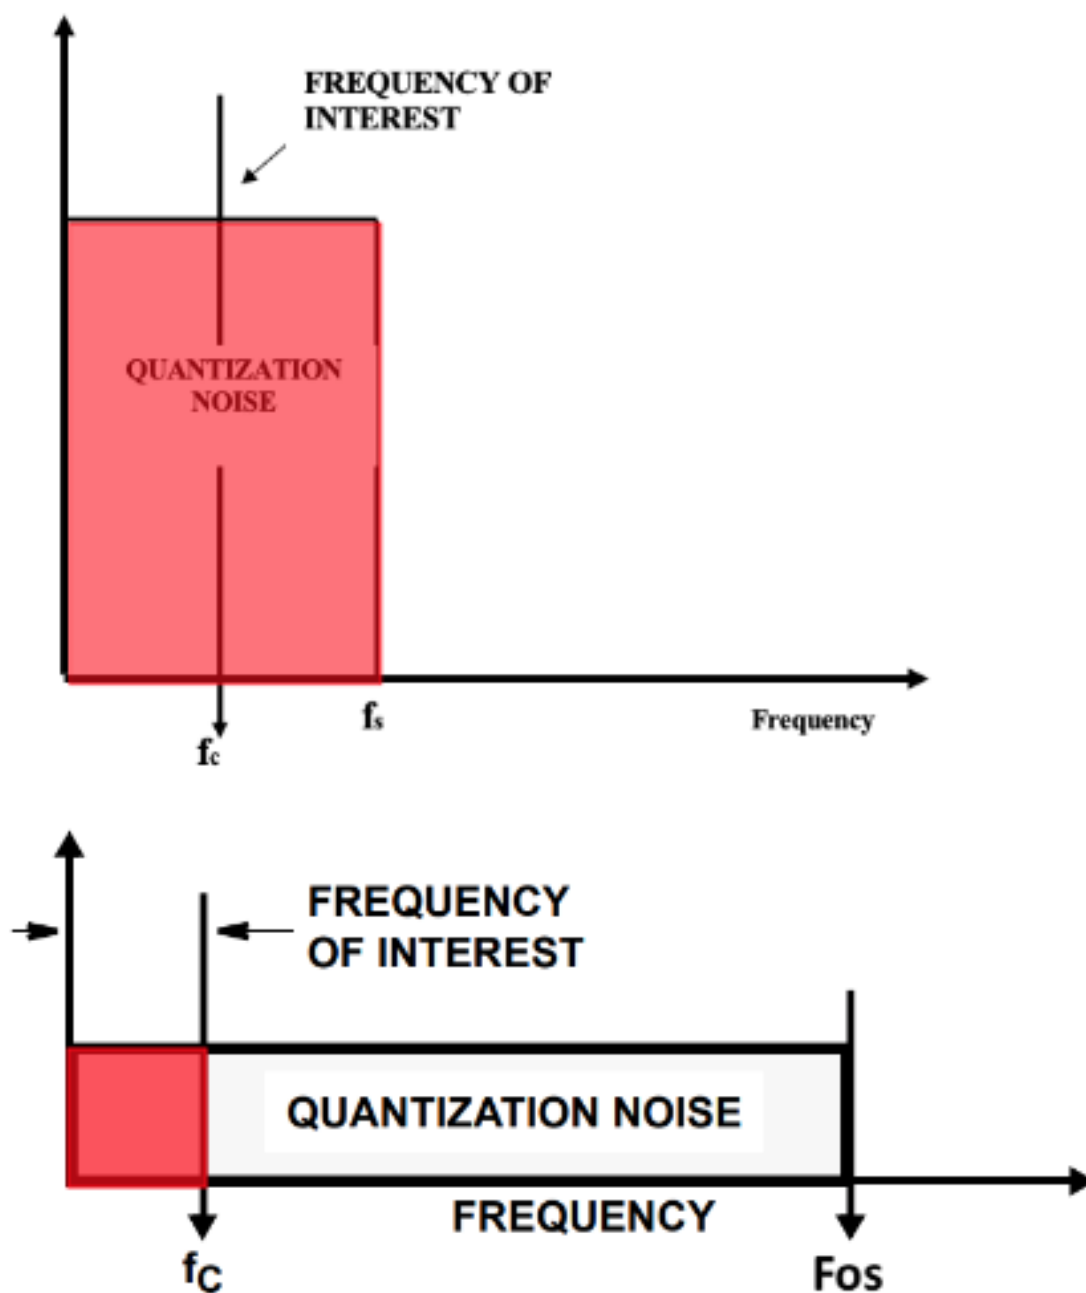 FREQUENCY OF
INTEREST
QUANTIZATION
NOISE
fs
Frequency
fc
FREQUENCY
OF INTEREST
QUANTIZATION NOISE
FREQUENCY
fC
Fos